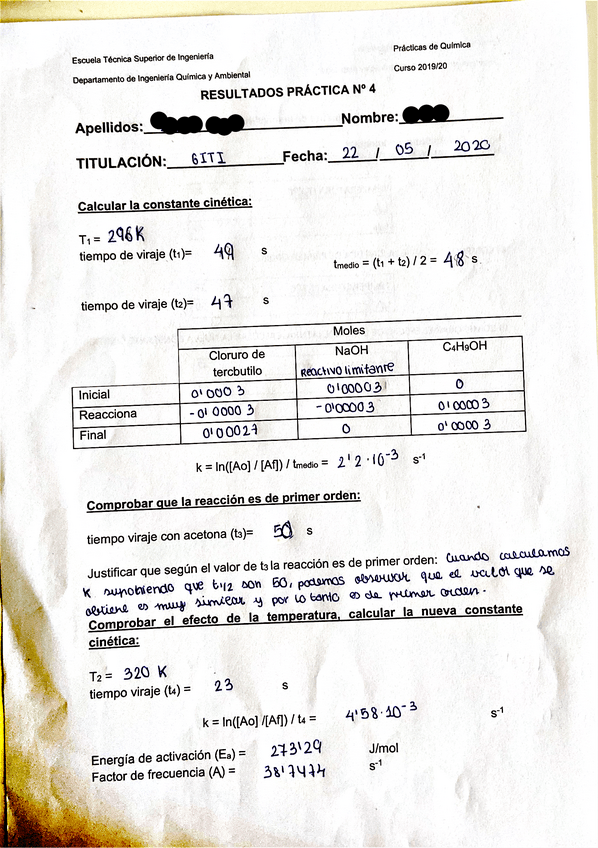 Escuela Técnica Superior de Ingeniería
Prácticas de Química
Departamento de Ingeniería Química y Ambiental
Curso 2019/20
RESULTADOS PRÁCTICA Nº 4
Apellidos: Nombre:
TITULACIÓN: GITI Fecha: 22 / 05 / 2020
Calcular la constante cinética:
T1 = 296K
tiempo de viraje (t1)= 49 s
tmedio = (t1 + t2) / 2 = 48 s
tiempo de viraje (t2)= 47 s
Moles
Cloruro de tercbutilo NaOH Reactivo limitante C4H9OH
Inicial 0'0003 0'00003 0
Reacciona -0'00003 -0'00003 0'00003
Final 0'00027 0 0'00003
k = ln([Ao] / [Af]) / tmedio = 2'2·10-3 s-1
Comprobar que la reacción es de primer orden:
tiempo viraje con acetona (t3)= 50 s
Justificar que según el valor de t3 la reacción es de primer orden: Cuando calculamos
K suponiendo que t1/2 son 50, podemos observar que el valor que se
obtiene es muy similar y por lo tanto es de primer orden.
Comprobar el efecto de la temperatura, calcular la nueva constante
cinética:
T2 = 320 K
tiempo viraje (t4) = 23 s
k = ln([Ao] /[Af]) / t4 = 4'58·10-3 s-1
Energía de activación (Ea) = 273'29 J/mol
Factor de frecuencia (A) = 38'7474 s-1